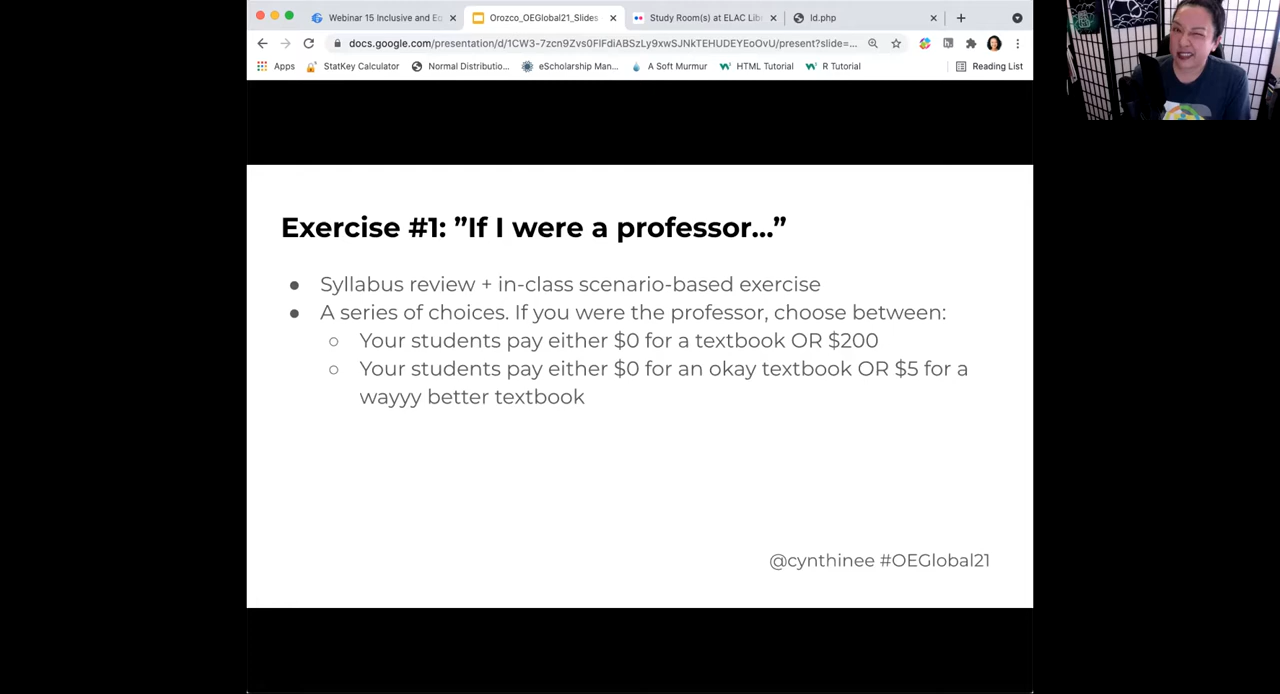 Webinar 15 Inclusive and Eq
Orozco_OEGlobal21_Slides
Study Room(s) at ELAC Lib
ld.php
docs.google.com/presentation/d/1CW3-7zcn9Zvs0FlFdiABSzLy9xwSJNkTEHUDEYEoOvU/present?slide=...
Apps
StatKey Calculator
Normal Distributio...
eScholarship Man...
A Soft Murmur
HTML Tutorial
R Tutorial
Reading List
Exercise #1: ”If I were a professor...”
● Syllabus review + in-class scenario-based exercise
● A series of choices. If you were the professor, choose between:
○ Your students pay either $0 for a textbook OR $200
○ Your students pay either $0 for an okay textbook OR $5 for a
wayyy better textbook
@cynthinee #OEGlobal21